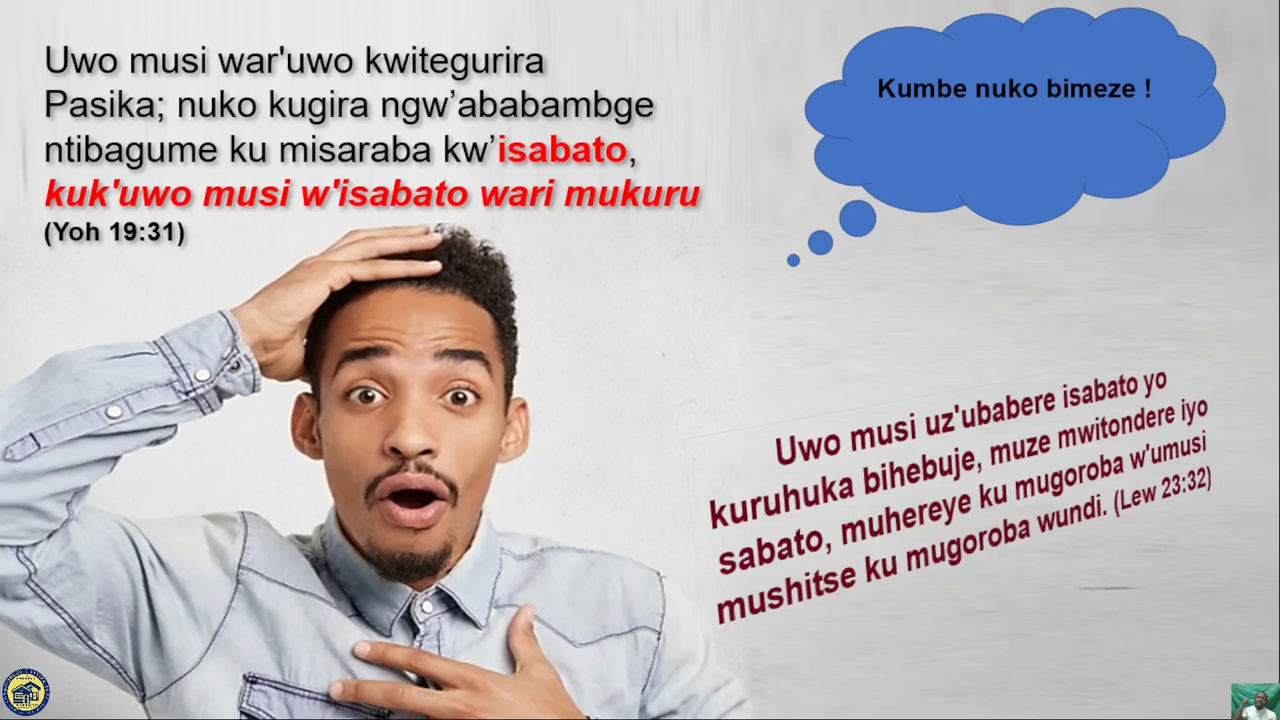 Uwo musi war'uwo kwitegurira
Pasika; nuko kugira ngw’ababambge
ntibagume ku misaraba kw’isabato,
kuk'uwo musi w'isabato wari mukuru
(Yoh 19:31)
Kumbe nuko bimeze !
Uwo musi uz'ubabere isabato yo
kuruhuka bihebuje, muze mwitondere iyo
sabato, muhereye ku mugoroba w'umusi
mushitse ku mugoroba wundi. (Lew 23:32)